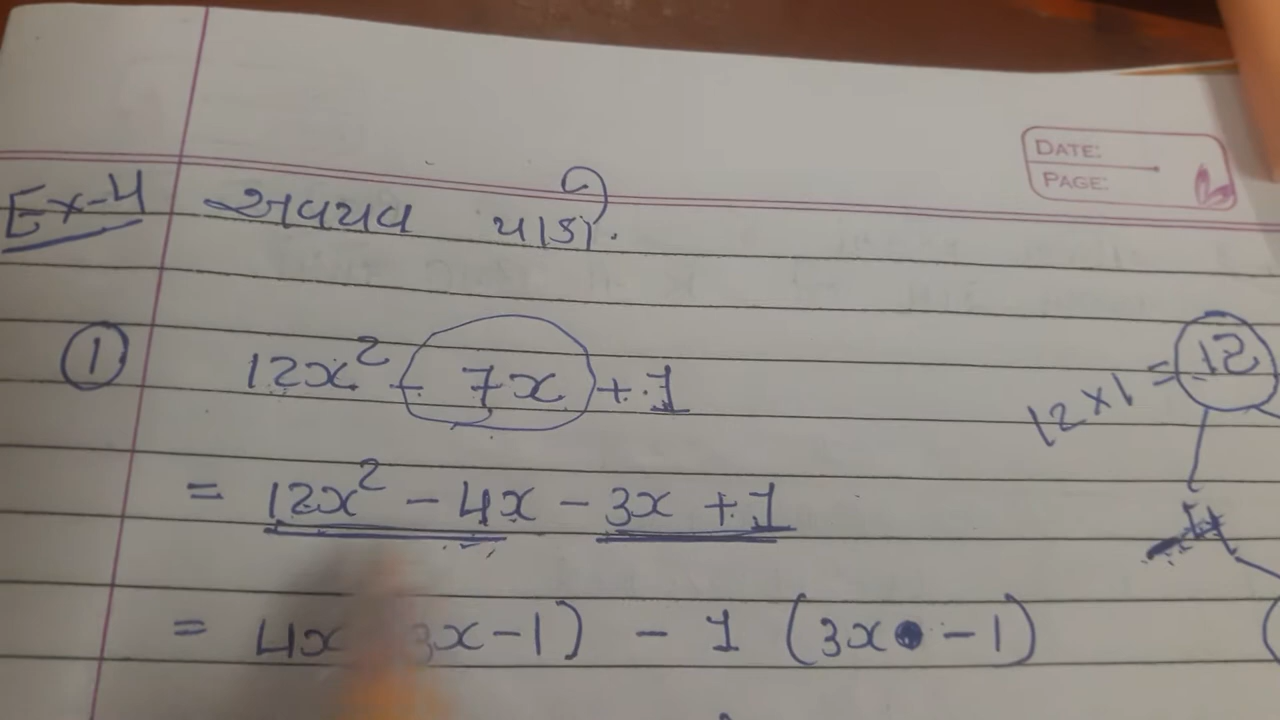 DATE:
PAGE:
Ex-4 અવયવ પાડો.
① 12x² - 7x + 1
12 x 1 = 12
= 12x² - 4x - 3x + 1
= 4x (3x - 1) - 1 (3x - 1)